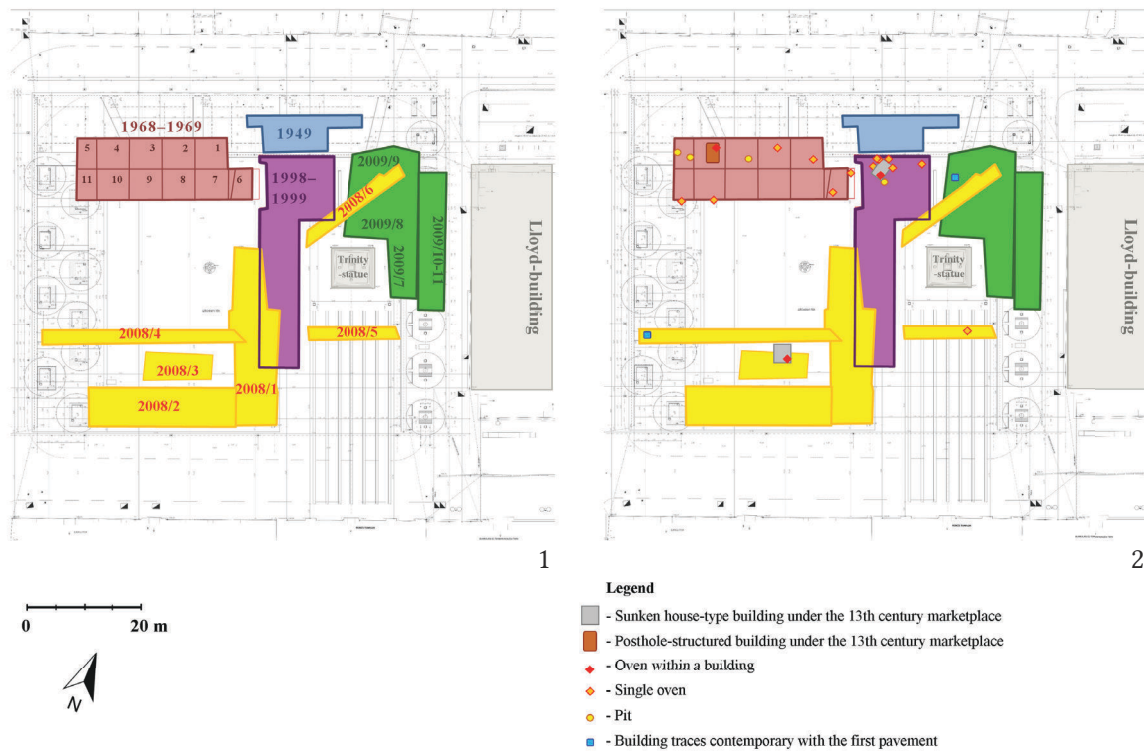 1968–1969
5 4 3 2 1
11 10 9 8 7 6
1949
1998–
1999
2009/9
2008/6
2009/8
2009/7
2009/10-11
Trinity
-statue
Lloyd-building
2008/4
2008/5
2008/3
2008/1
2008/2
1
Trinity
-statue
Lloyd-building
2
0 20 m
N
Legend
- Sunken house-type building under the 13th century marketplace
- Posthole-structured building under the 13th century marketplace
- Oven within a building
- Single oven
- Pit
- Building traces contemporary with the first pavement